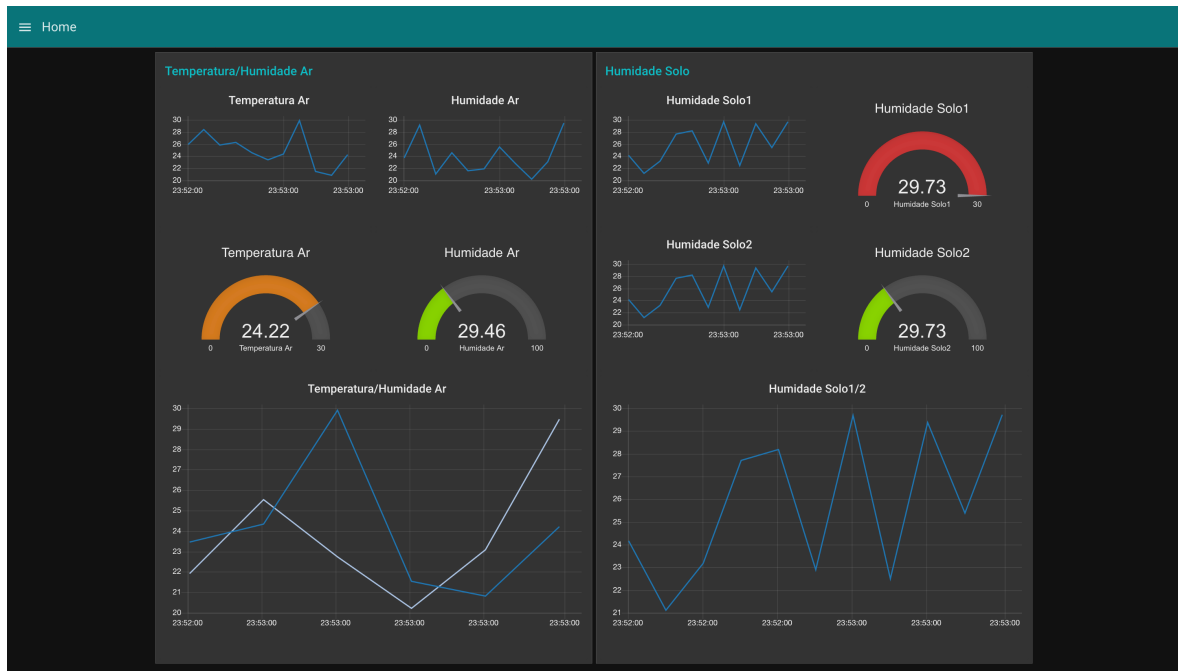 Home
Temperatura/Humidade Ar
Temperatura Ar
30
28
26
24
22
20
23:52:00 23:53:00 23:53:00
Humidade Ar
30
28
26
24
22
20
23:52:00 23:53:00 23:53:00
Temperatura Ar
24.22
0 Temperatura Ar 30
Humidade Ar
29.46
0 Humidade Ar 100
Temperatura/Humidade Ar
30
29
28
27
26
25
24
23
22
21
20
23:52:00 23:53:00 23:53:00 23:53:00 23:53:00 23:53:00
Humidade Solo
Humidade Solo1
30
28
26
24
22
20
23:52:00 23:53:00 23:53:00
Humidade Solo1
29.73
0 Humidade Solo1 30
Humidade Solo2
30
28
26
24
22
20
23:52:00 23:53:00 23:53:00
Humidade Solo2
29.73
0 Humidade Solo2 100
Humidade Solo1/2
30
29
28
27
26
25
24
23
22
21
23:52:00 23:52:00 23:52:00 23:53:00 23:53:00 23:53:00